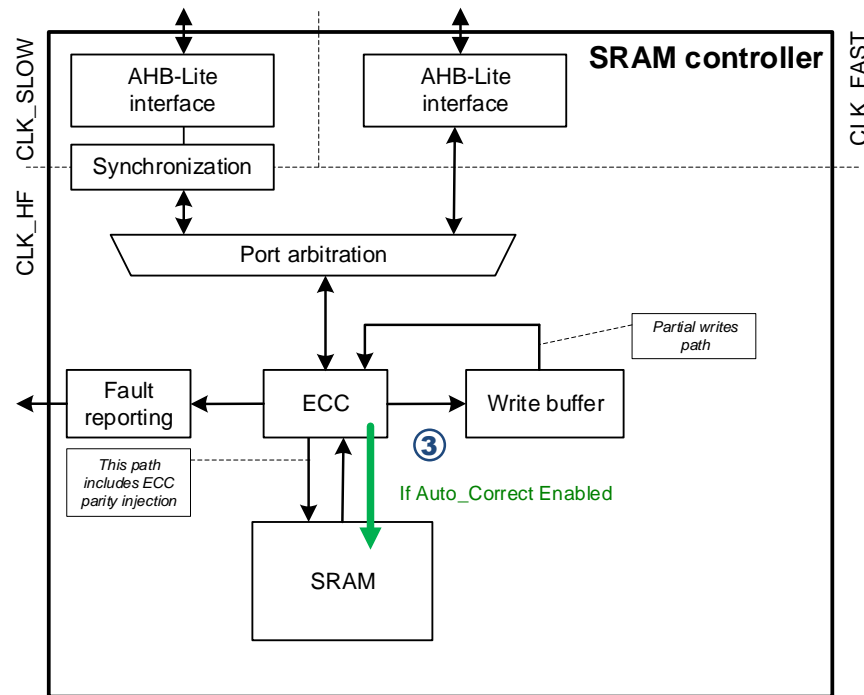 SRAM controller
CLK_SLOW
CLK_FAST
AHB-Lite
interface
AHB-Lite
interface
Synchronization
CLK_HF
Port arbitration
Partial writes
path
Fault
reporting
ECC
Write buffer
③
This path
includes ECC
parity injection
If Auto_Correct Enabled
SRAM